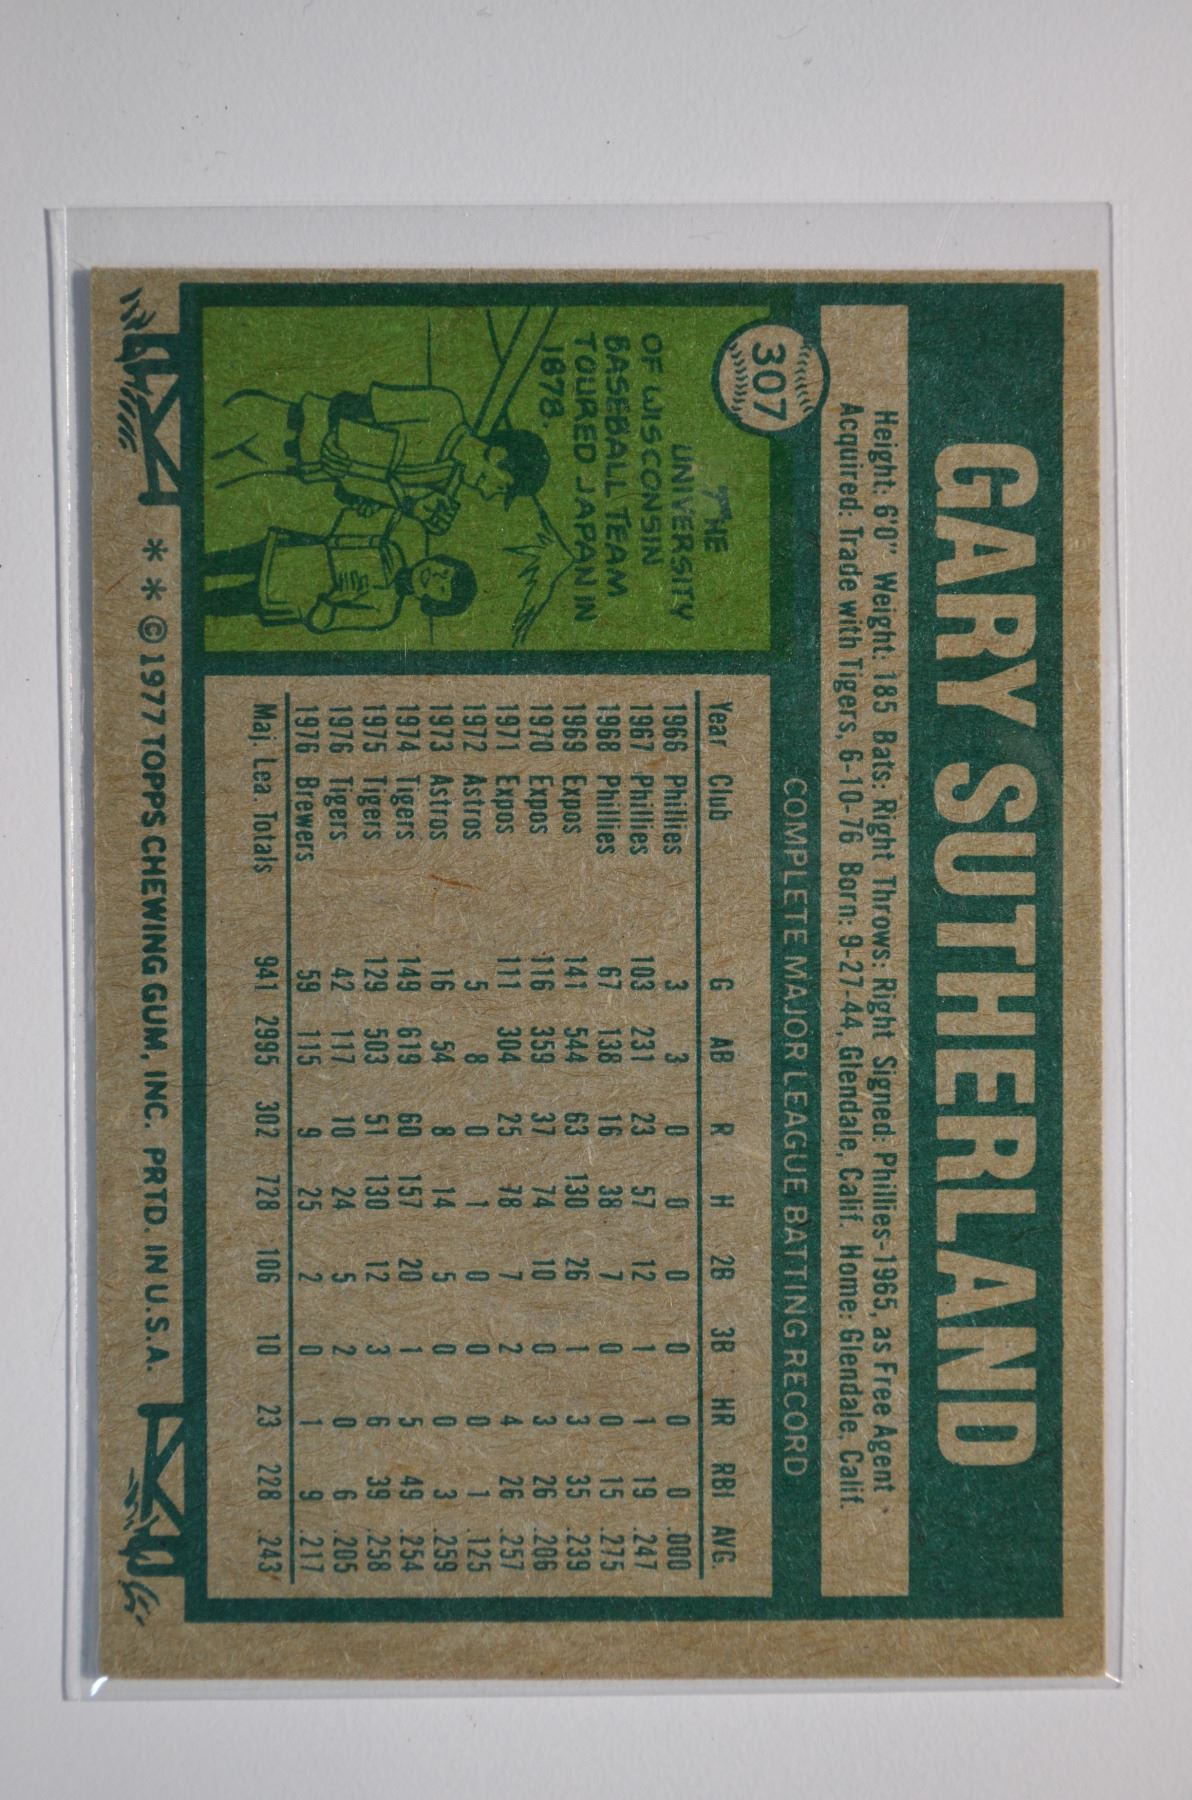 307
GARY SUTHERLAND
Height: 6'0" Weight: 185 Bats: Right Throws: Right Signed: Phillies-1965, as Free Agent
Acquired: Trade with Tigers, 6-10-76 Born: 9-27-44, Glendale, Calif. Home: Glendale, Calif.
COMPLETE MAJOR LEAGUE BATTING RECORD
THE
UNIVERSITY
OF WISCONSIN
BASEBALL TEAM
TOURED JAPAN IN
1878.
Year Club G AB R H 2B 3B HR RBI AVG.
1966 Phillies 3 3 0 0 0 0 0 0 .000
1967 Phillies 103 231 23 57 12 1 1 19 .247
1968 Phillies 67 138 16 38 7 0 0 15 .275
1969 Expos 141 544 63 130 26 1 3 35 .239
1970 Expos 116 359 37 74 10 0 3 26 .206
1971 Expos 111 304 25 78 7 2 4 26 .257
1972 Astros 5 8 0 1 0 0 0 1 .125
1973 Astros 16 54 8 14 5 0 0 3 .259
1974 Tigers 149 619 60 157 20 1 5 49 .254
1975 Tigers 129 503 51 130 12 3 6 39 .258
1976 Tigers 42 117 10 24 5 2 0 6 .205
1976 Brewers 59 115 9 25 2 0 1 9 .217
Maj. Lea. Totals 941 2995 302 728 106 10 23 228 .243
** © 1977 TOPPS CHEWING GUM, INC. PRTD. IN U.S.A.